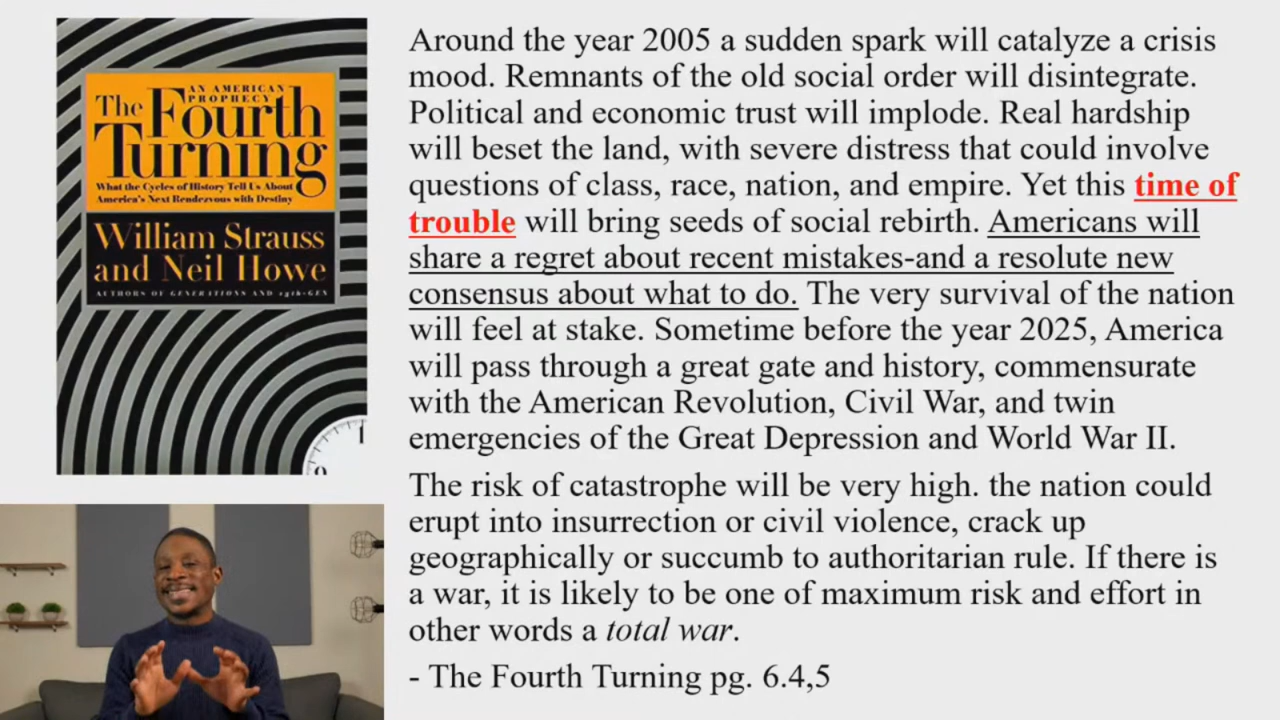 AN AMERICAN
PROPHECY
The Fourth
Turning
What the Cycles of History Tell Us About
America's Next Rendezvous with Destiny
William Strauss
and Neil Howe
AUTHORS OF GENERATIONS AND 13th-GEN
Around the year 2005 a sudden spark will catalyze a crisis
mood. Remnants of the old social order will disintegrate.
Political and economic trust will implode. Real hardship
will beset the land, with severe distress that could involve
questions of class, race, nation, and empire. Yet this time of
trouble will bring seeds of social rebirth. Americans will
share a regret about recent mistakes-and a resolute new
consensus about what to do. The very survival of the nation
will feel at stake. Sometime before the year 2025, America
will pass through a great gate and history, commensurate
with the American Revolution, Civil War, and twin
emergencies of the Great Depression and World War II.
The risk of catastrophe will be very high. the nation could
erupt into insurrection or civil violence, crack up
geographically or succumb to authoritarian rule. If there is
a war, it is likely to be one of maximum risk and effort in
other words a total war.
- The Fourth Turning pg. 6.4,5